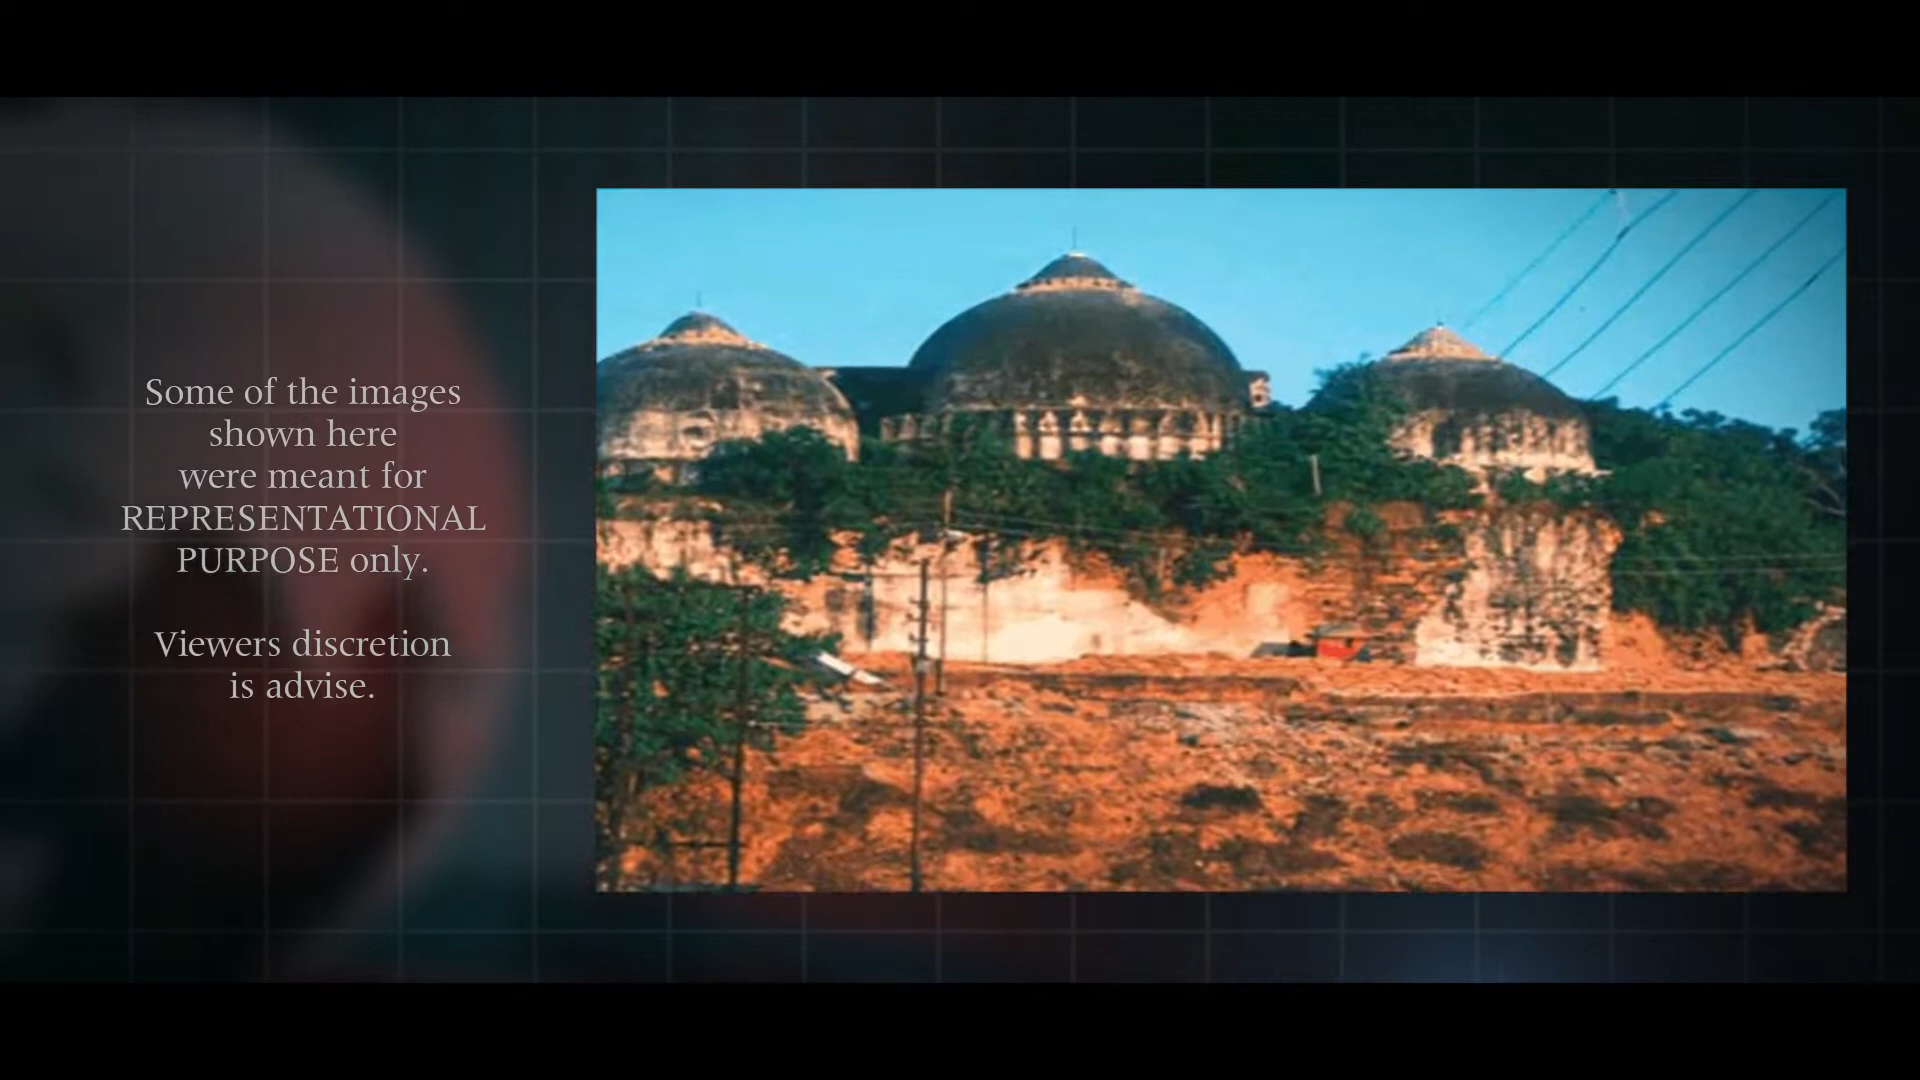 Some of the images
shown here
were meant for
REPRESENTATIONAL
PURPOSE only.
Viewers discretion
is advise.